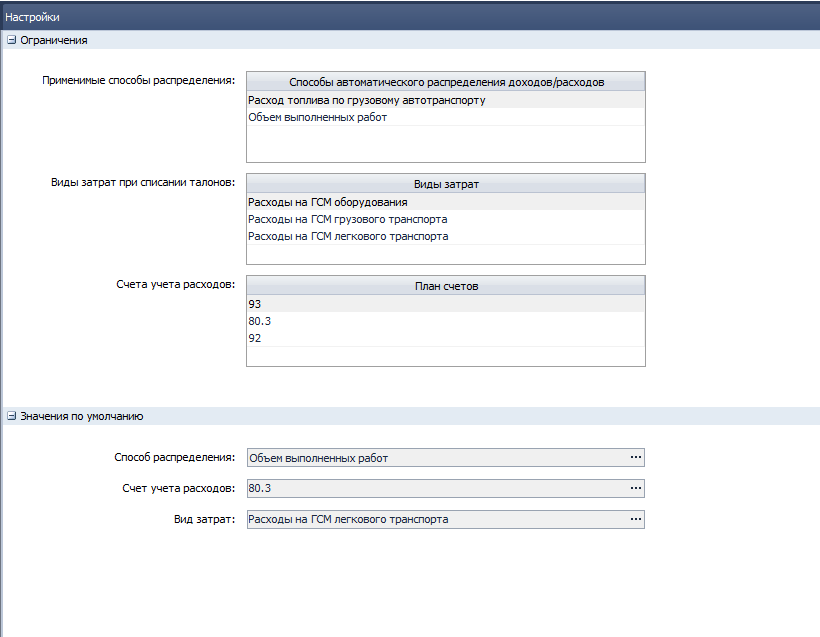 Настройки
Ограничения
Применимые способы распределения:
Способы автоматического распределения доходов/расходов
Расход топлива по грузовому автотранспорту
Объем выполненных работ
Виды затрат при списании талонов:
Виды затрат
Расходы на ГСМ оборудования
Расходы на ГСМ грузового транспорта
Расходы на ГСМ легкового транспорта
Счета учета расходов:
План счетов
93
80.3
92
Значения по умолчанию
Способ распределения:
Объем выполненных работ
Счет учета расходов:
80.3
Вид затрат:
Расходы на ГСМ легкового транспорта